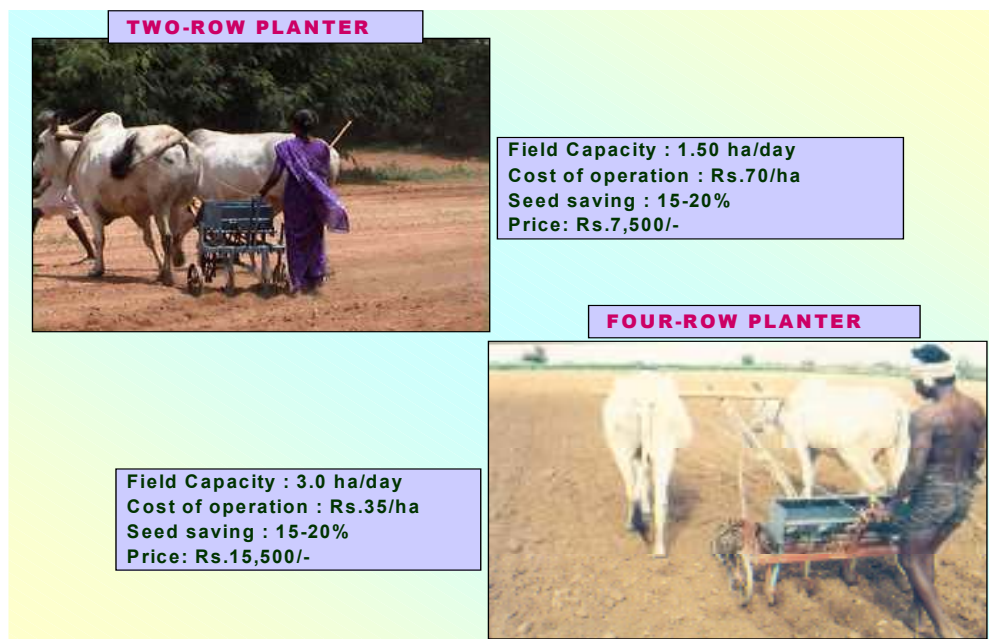 TWO-ROW PLANTER
Field Capacity : 1.50 ha/day
Cost of operation : Rs.70/ha
Seed saving : 15-20%
Price: Rs.7,500/-
FOUR-ROW PLANTER
Field Capacity : 3.0 ha/day
Cost of operation : Rs.35/ha
Seed saving : 15-20%
Price: Rs.15,500/-